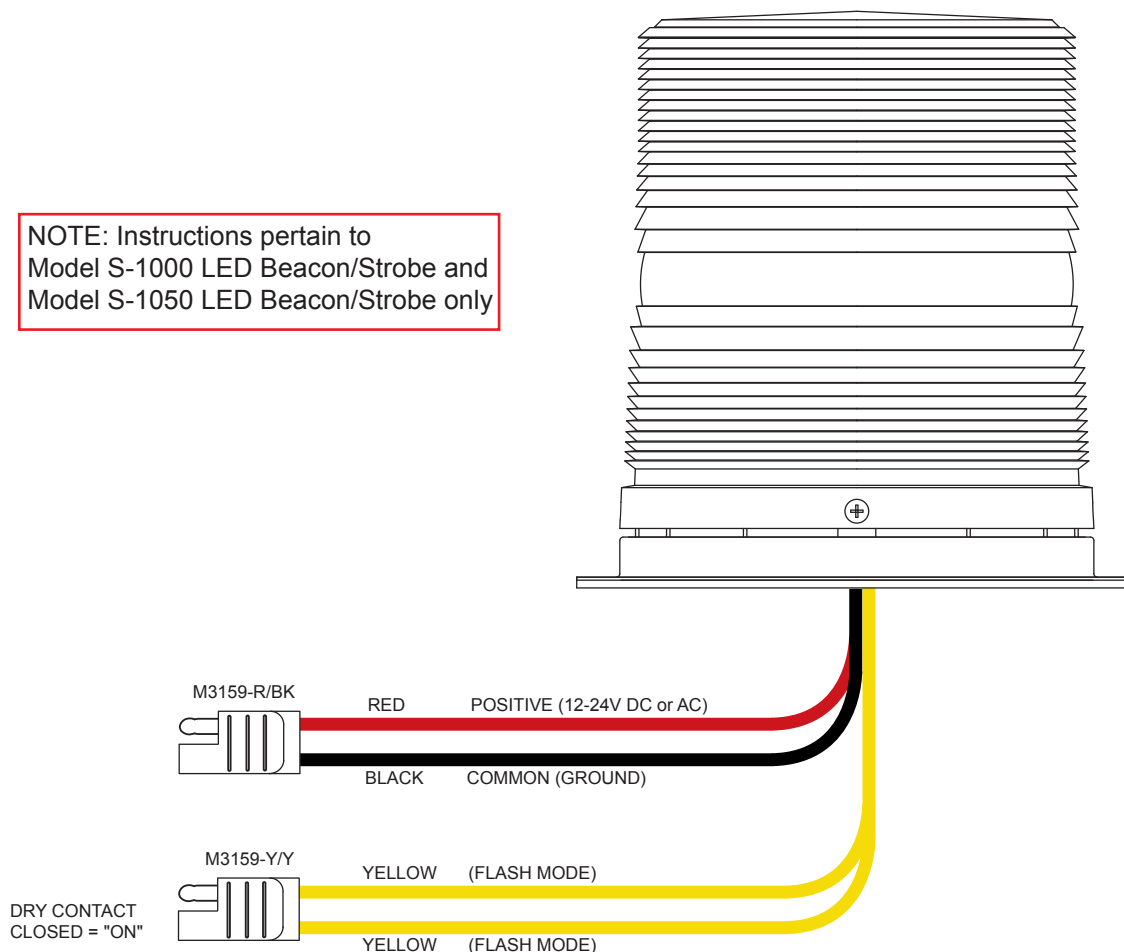 NOTE: Instructions pertain to
Model S-1000 LED Beacon/Strobe and
Model S-1050 LED Beacon/Strobe only
M3159-R/BK
RED POSITIVE (12-24V DC or AC)
BLACK COMMON (GROUND)
M3159-Y/Y
YELLOW (FLASH MODE)
DRY CONTACT
CLOSED = "ON"
YELLOW (FLASH MODE)